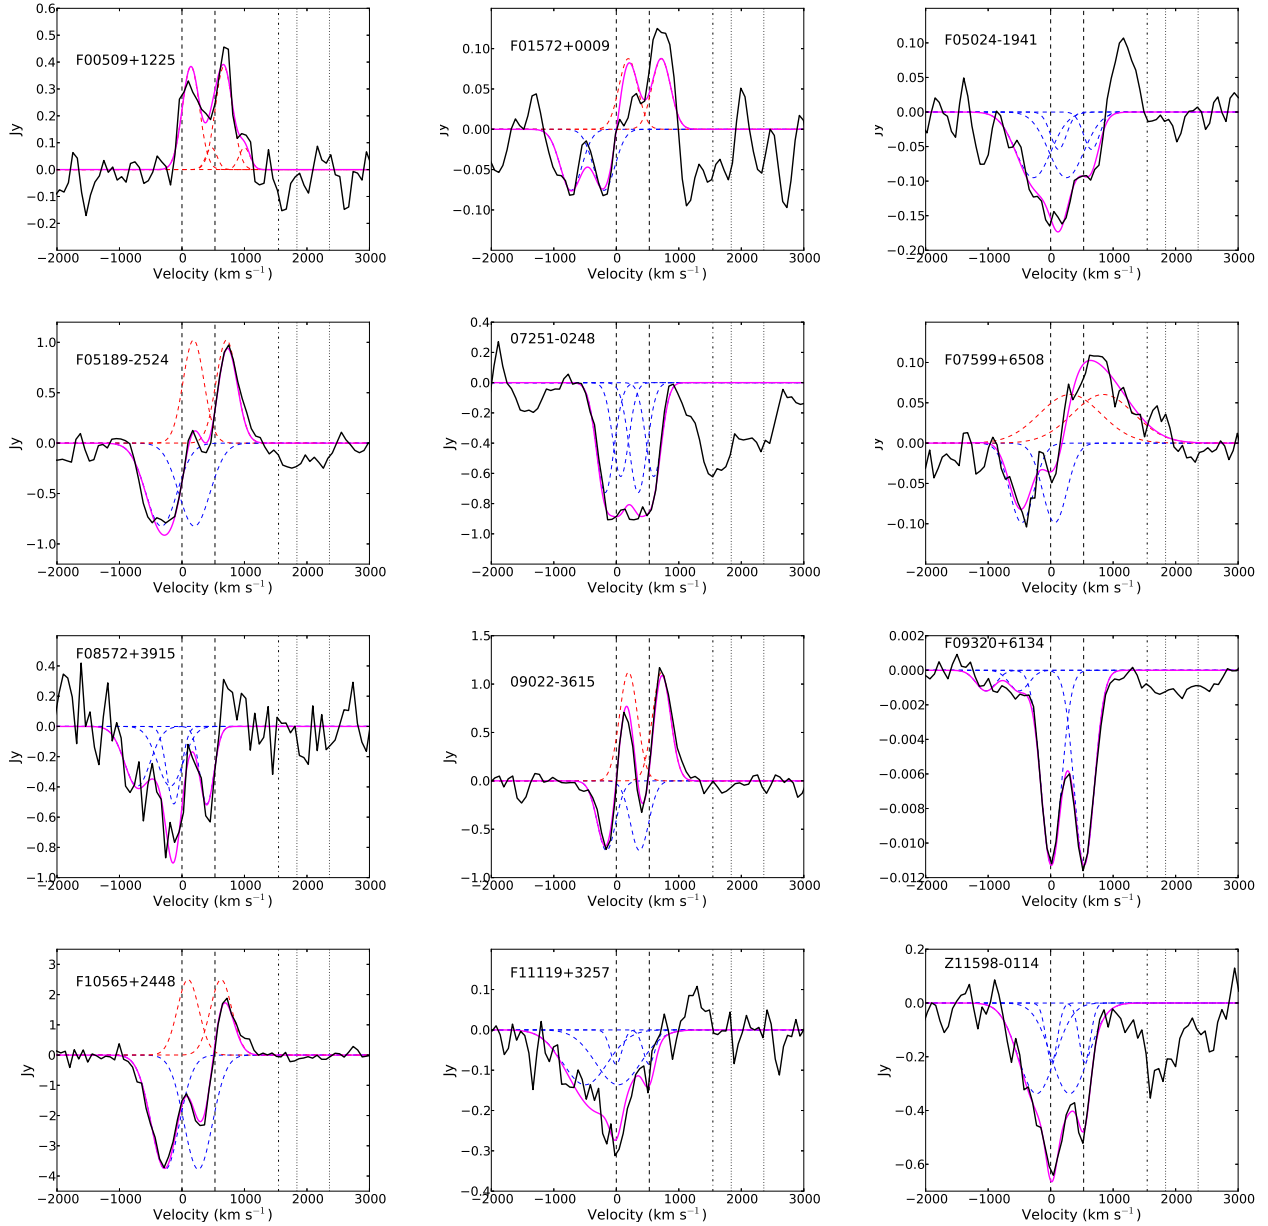 F00509+1225
0.6
0.5
0.4
0.3
0.2
0.1
0.0
−0.1
−0.2
Jy
−2000 −1000 0 1000 2000 3000
Velocity (km s⁻¹)
F01572+0009
0.10
0.05
0.00
−0.05
−0.10
Jy
−2000 −1000 0 1000 2000 3000
Velocity (km s⁻¹)
F05024-1941
0.10
0.05
0.00
−0.05
−0.10
−0.15
−0.20
Jy
−2000 −1000 0 1000 2000 3000
Velocity (km s⁻¹)
F05189-2524
1.0
0.5
0.0
−0.5
−1.0
Jy
−2000 −1000 0 1000 2000 3000
Velocity (km s⁻¹)
07251-0248
0.4
0.2
0.0
−0.2
−0.4
−0.6
−0.8
−1.0
Jy
−2000 −1000 0 1000 2000 3000
Velocity (km s⁻¹)
F07599+6508
0.10
0.05
0.00
−0.05
−0.10
Jy
−2000 −1000 0 1000 2000 3000
Velocity (km s⁻¹)
F08572+3915
0.4
0.2
0.0
−0.2
−0.4
−0.6
−0.8
−1.0
Jy
−2000 −1000 0 1000 2000 3000
Velocity (km s⁻¹)
09022-3615
1.5
1.0
0.5
0.0
−0.5
−1.0
Jy
−2000 −1000 0 1000 2000 3000
Velocity (km s⁻¹)
F09320+6134
0.002
0.000
−0.002
−0.004
−0.006
−0.008
−0.010
−0.012
Jy
−2000 −1000 0 1000 2000 3000
Velocity (km s⁻¹)
F10565+2448
3
2
1
0
−1
−2
−3
−4
Jy
−2000 −1000 0 1000 2000 3000
Velocity (km s⁻¹)
F11119+3257
0.1
0.0
−0.1
−0.2
−0.3
−0.4
Jy
−2000 −1000 0 1000 2000 3000
Velocity (km s⁻¹)
Z11598-0114
0.2
0.0
−0.2
−0.4
−0.6
Jy
−2000 −1000 0 1000 2000 3000
Velocity (km s⁻¹)